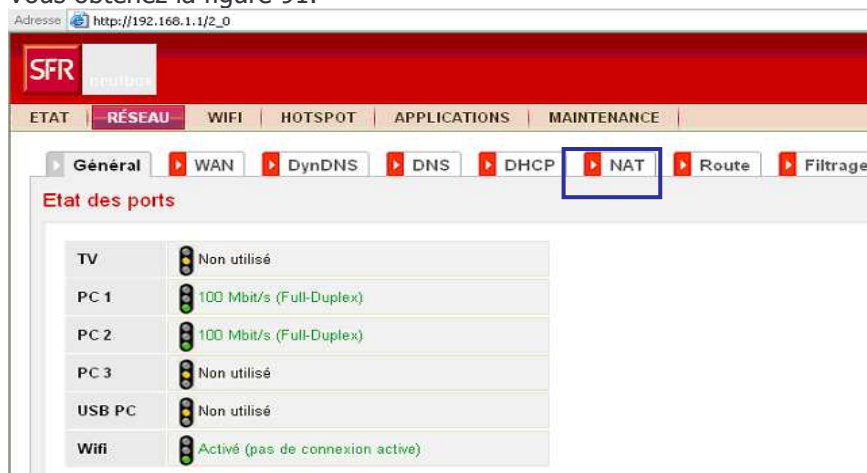 Vous obtenez la figure 91.
Adresse http://192.168.1.1/2_0
SFR neufbox
ETAT RÉSEAU WIFI HOTSPOT APPLICATIONS MAINTENANCE
Général WAN DynDNS DNS DHCP NAT Route Filtrage
Etat des ports
TV Non utilisé
PC 1 100 Mbit/s (Full-Duplex)
PC 2 100 Mbit/s (Full-Duplex)
PC 3 Non utilisé
USB PC Non utilisé
Wifi Activé (pas de connexion active)